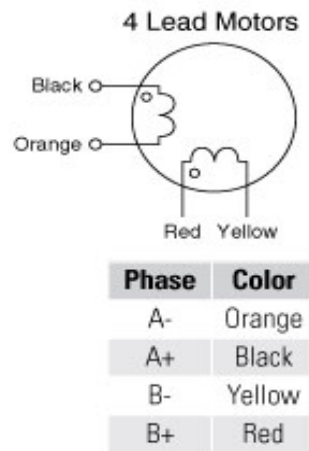 4 Lead Motors
Black
Orange
Red Yellow
Phase Color
A- Orange
A+ Black
B- Yellow
B+ Red